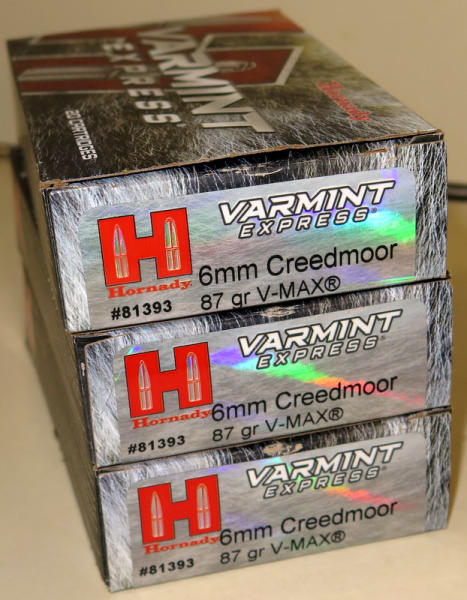 VARMINT
EXPRESS®
Hornady
20 CARTRIDGES
VARMINT
EXPRESS®
6mm Creedmoor
87 gr V-MAX®
H
Hornady
#81393
VARMINT
EXPRESS®
6mm Creedmoor
87 gr V-MAX®
H
Hornady
#81393
VARMINT
EXPRESS®
6mm Creedmoor
87 gr V-MAX®
H
Hornady
#81393